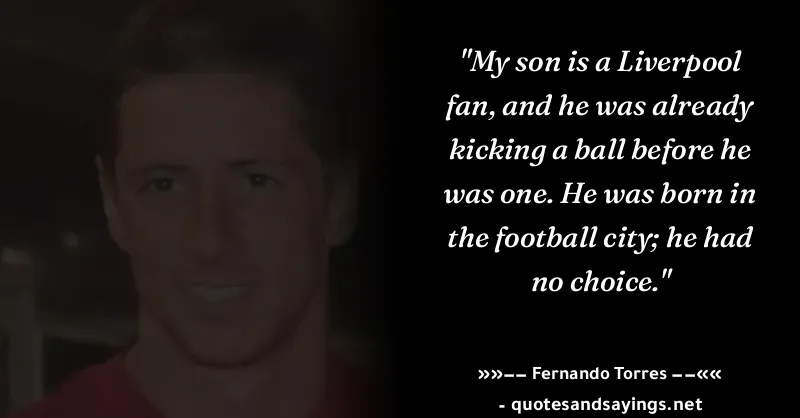 "My son is a Liverpool
fan, and he was already
kicking a ball before he
was one. He was born in
the football city; he had
no choice."
»»–– Fernando Torres ––««
- quotesandsayings.net